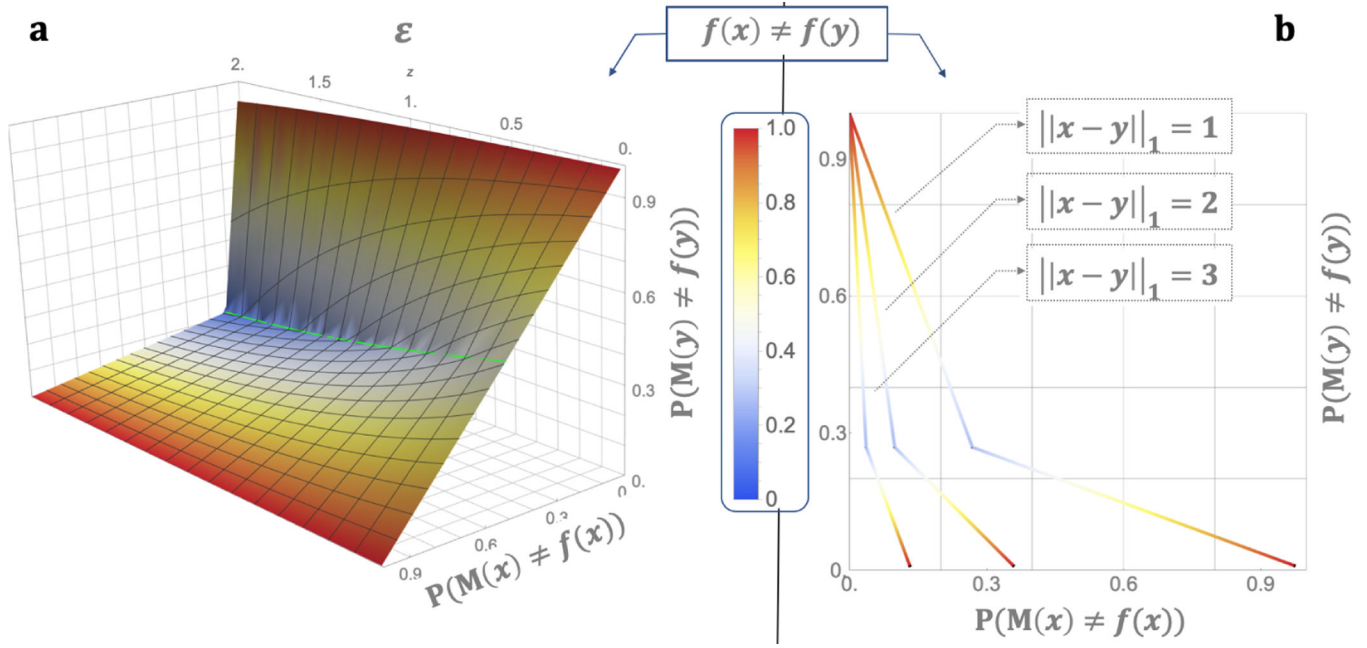 a
ε
f(x) ≠ f(y)
b
2.
1.5
z
1.
0.5
0.
0.9
0.6
0.3
0.
P(M(y) ≠ f(y))
0
0.3
0.6
0.9
P(M(x) ≠ f(x))
1.0
0.8
0.6
0.4
0.2
0
||x − y||₁ = 1
||x − y||₁ = 2
||x − y||₁ = 3
0.9
0.6
0.3
0
0.
0.3
0.6
0.9
P(M(x) ≠ f(x))
P(M(y) ≠ f(y))